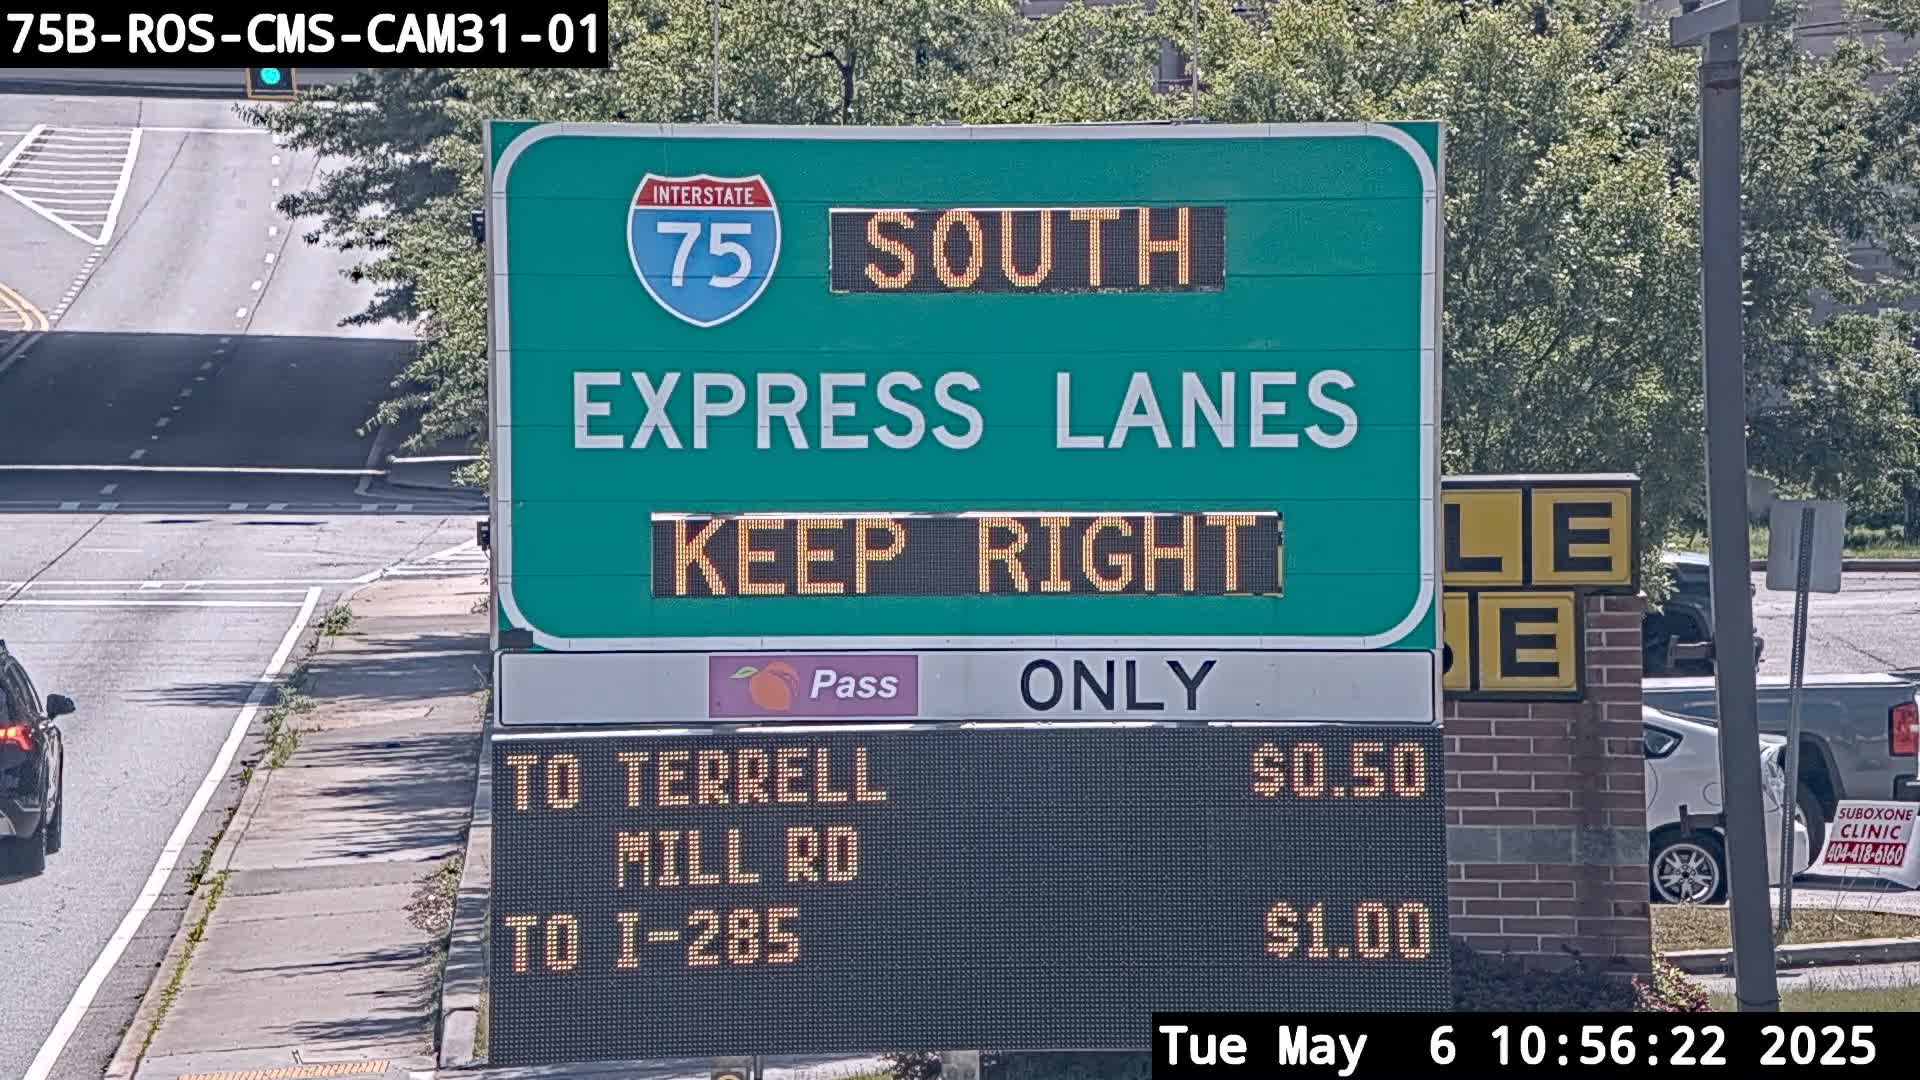 75B-ROS-CMS-CAM31-01
INTERSTATE
75
SOUTH
EXPRESS LANES
KEEP RIGHT
Pass ONLY
TO TERRELL $0.50
MILL RD
TO I-285 $1.00
LE
E
SUBOXONE
CLINIC
404-418-6160
Tue May 6 10:56:22 2025